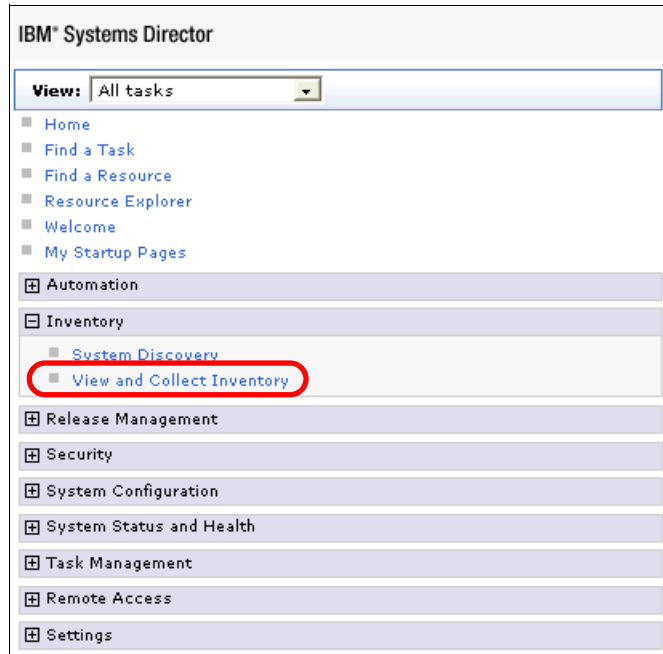 IBM® Systems Director
View: All tasks
Home
Find a Task
Find a Resource
Resource Explorer
Welcome
My Startup Pages
Automation
Inventory
System Discovery
View and Collect Inventory
Release Management
Security
System Configuration
System Status and Health
Task Management
Remote Access
Settings